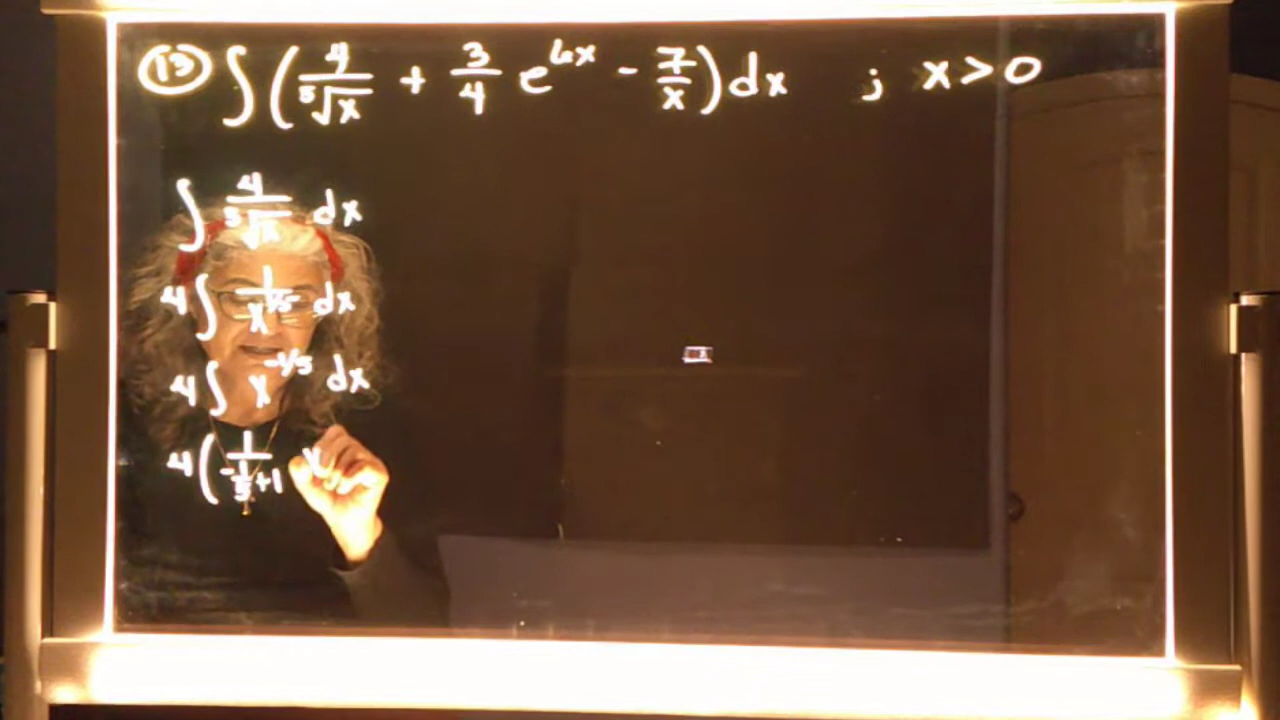 ⑬ ∫ ( 4/⁵√x + 3/4 e^{6x} - 7/x ) dx ; x > 0
∫ 4/⁵√x dx
4 ∫ 1/x^{1/5} dx
4 ∫ x^{-1/5} dx
4 ( 1/(-1/5 + 1) x